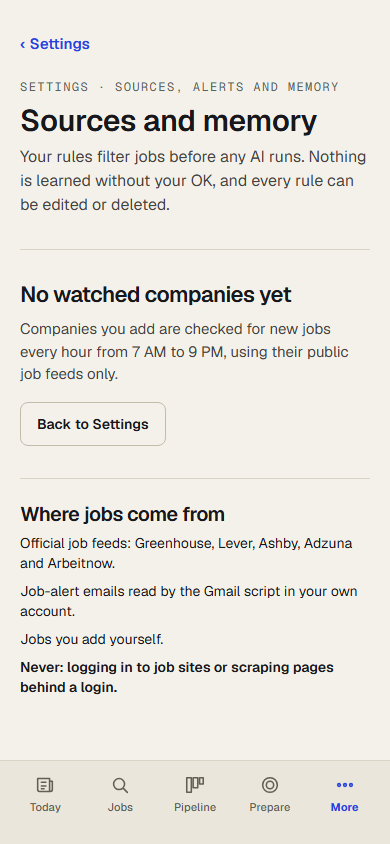 ‹ Settings
SETTINGS · SOURCES, ALERTS AND MEMORY
Sources and memory
Your rules filter jobs before any AI runs. Nothing
is learned without your OK, and every rule can
be edited or deleted.
No watched companies yet
Companies you add are checked for new jobs
every hour from 7 AM to 9 PM, using their public
job feeds only.
Back to Settings
Where jobs come from
Official job feeds: Greenhouse, Lever, Ashby, Adzuna
and Arbeitnow.
Job-alert emails read by the Gmail script in your own
account.
Jobs you add yourself.
Never: logging in to job sites or scraping pages
behind a login.
Today
Jobs
Pipeline
Prepare
More